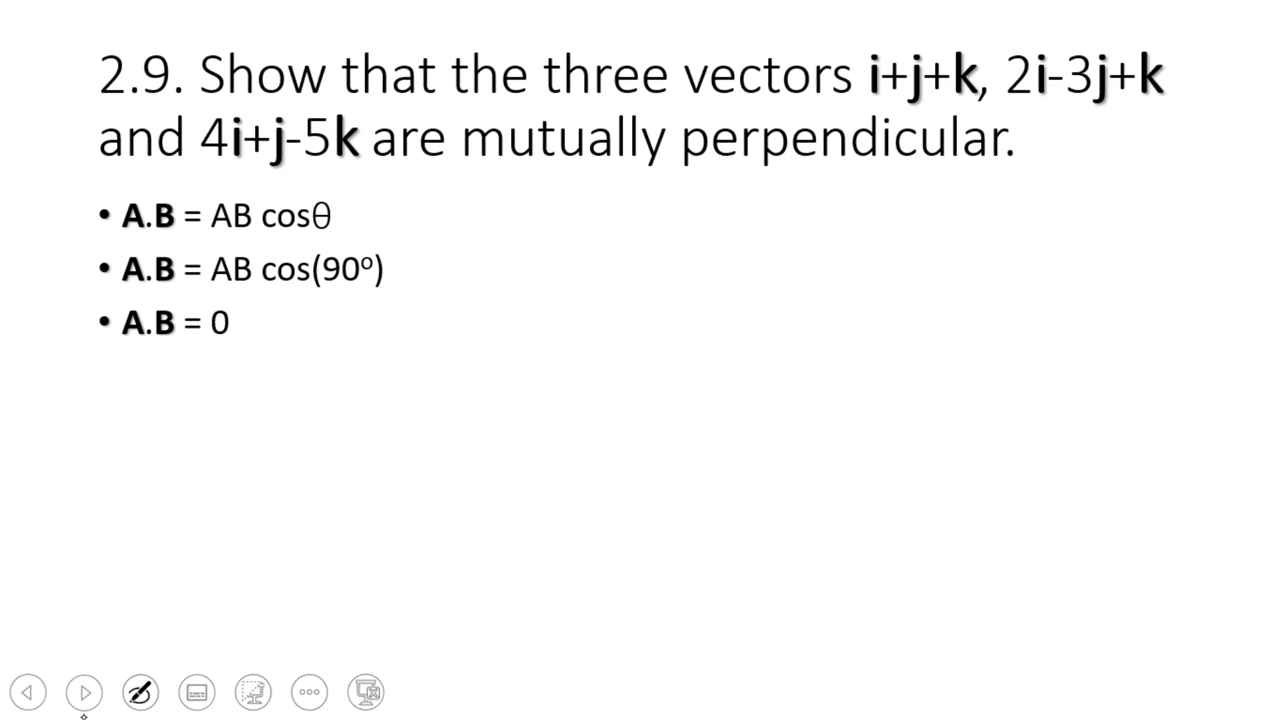 2.9. Show that the three vectors i+j+k, 2i-3j+k
and 4i+j-5k are mutually perpendicular.
• A.B = AB cosθ
• A.B = AB cos(90º)
• A.B = 0